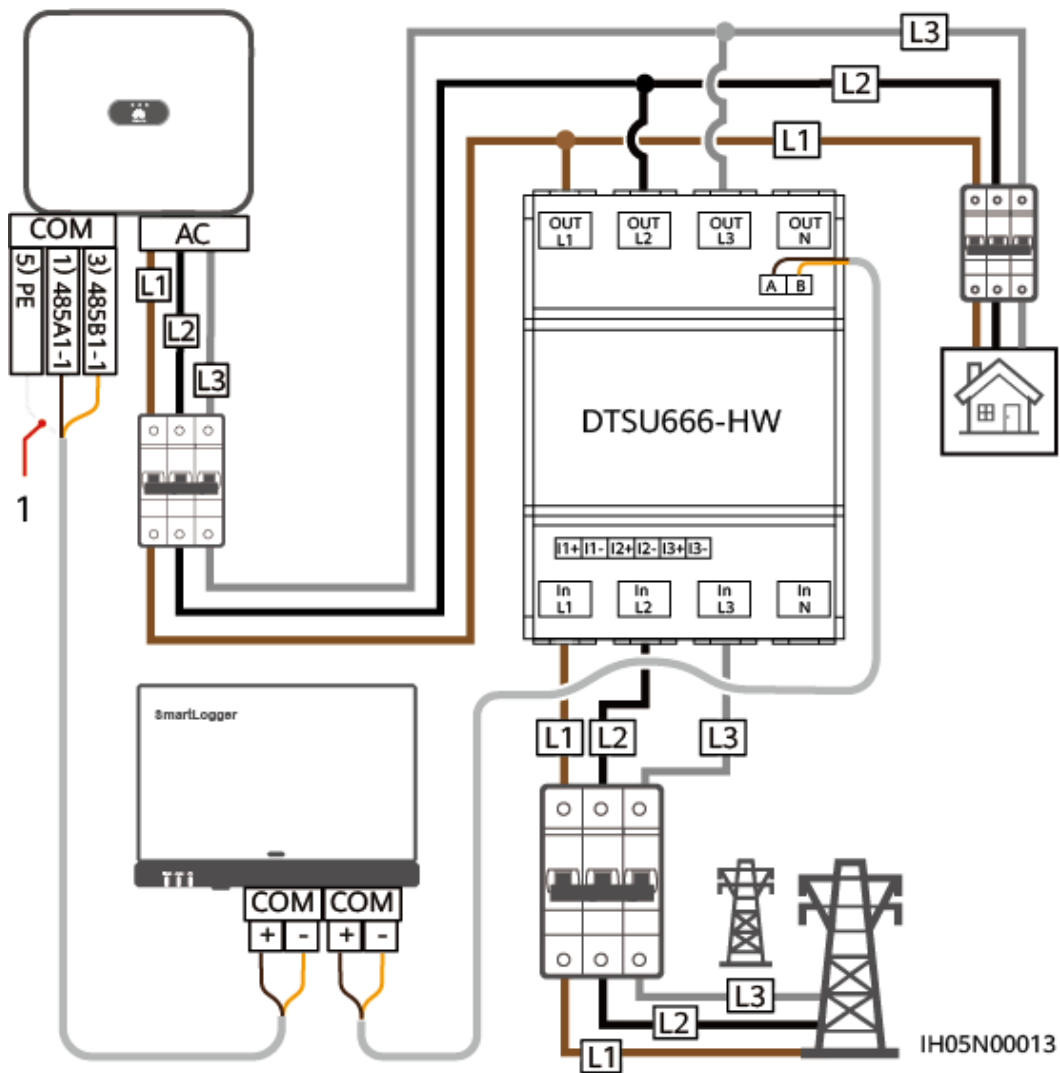 L3
L2
L1
COM
AC
5) PE
1) 485A1-1
3) 485B1-1
L1
L2
L3
1
OUT
L1
OUT
L2
OUT
L3
OUT
N
A B
DTSU666-HW
I1+ I1- I2+ I2- I3+ I3-
In
L1
In
L2
In
L3
In
N
SmartLogger
COM COM
+ - + -
L1 L2 L3
L3
L2
L1
IH05N00013